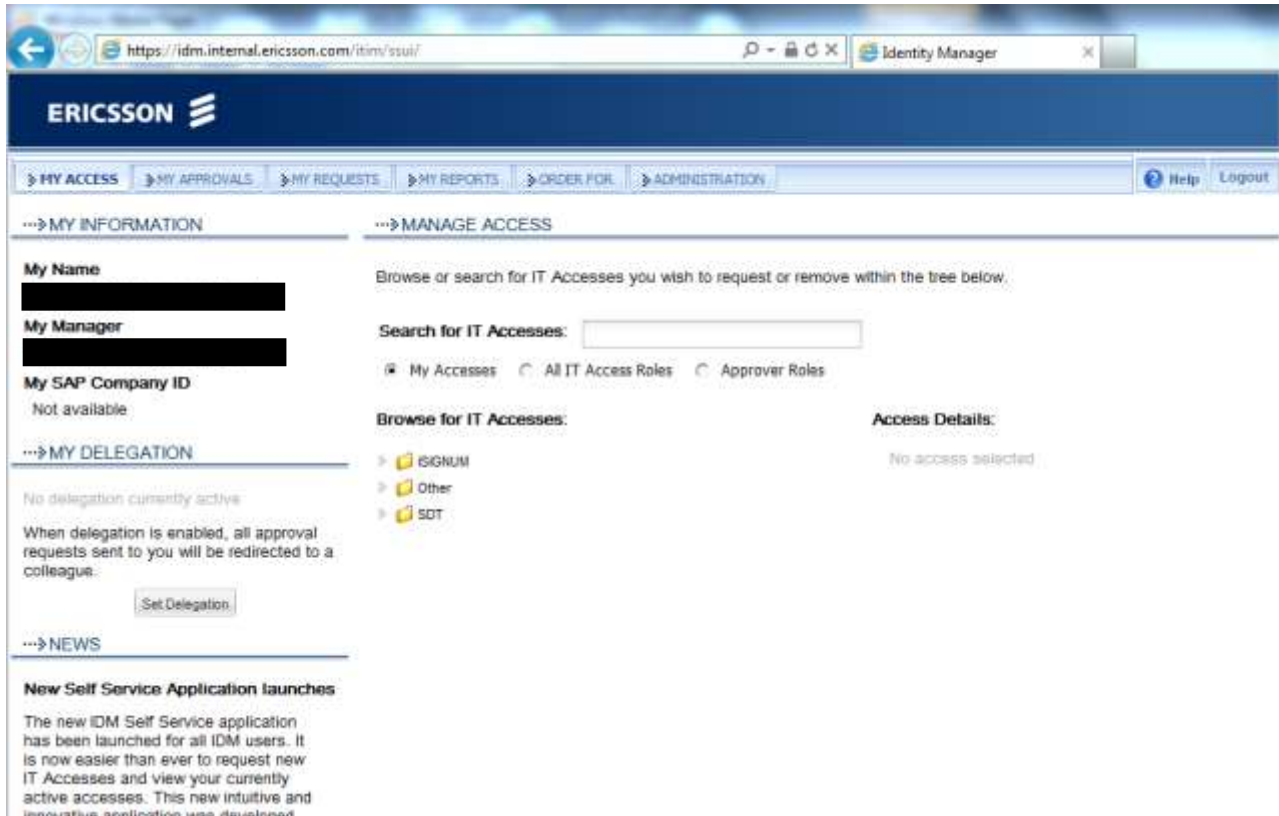 https://idm.internal.ericsson.com/itim/ssui/
Identity Manager
ERICSSON
MY ACCESS MY APPROVALS MY REQUESTS MY REPORTS ORDER FOR ADMINISTRATION Help Logout
MY INFORMATION
My Name
My Manager
My SAP Company ID
Not available
MY DELEGATION
No delegation currently active
When delegation is enabled, all approval
requests sent to you will be redirected to a
colleague.
Set Delegation
NEWS
New Self Service Application launches
The new IDM Self Service application
has been launched for all IDM users. It
is now easier than ever to request new
IT Accesses and view your currently
active accesses. This new intuitive and
innovative application was developed
MANAGE ACCESS
Browse or search for IT Accesses you wish to request or remove within the tree below.
Search for IT Accesses:
My Accesses All IT Access Roles Approver Roles
Browse for IT Accesses:
iSIGNUM
Other
SDT
Access Details:
No access selected